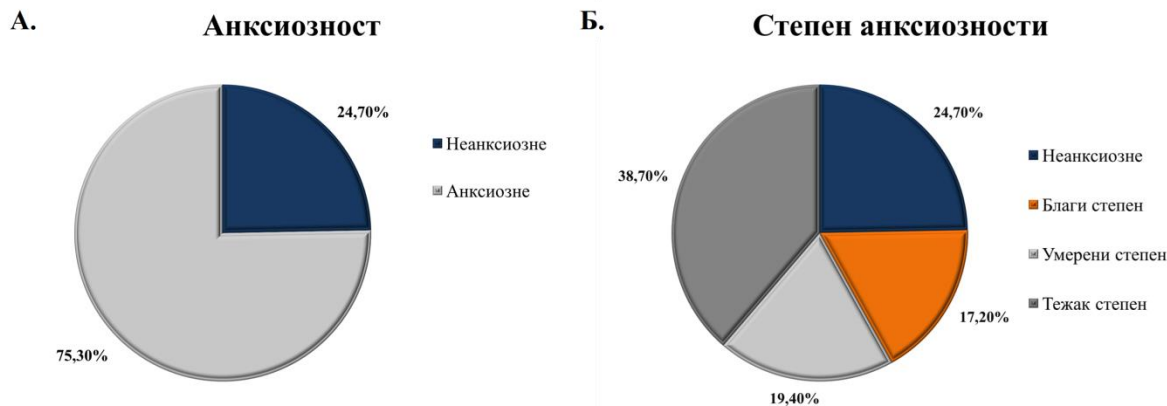 А.
Анксиозност
24,70%
75,30%
Неанксиозне
Анксиозне
Б.
Степен анксиозности
24,70%
17,20%
19,40%
38,70%
Неанксиозне
Благи степен
Умерени степен
Тежак степен